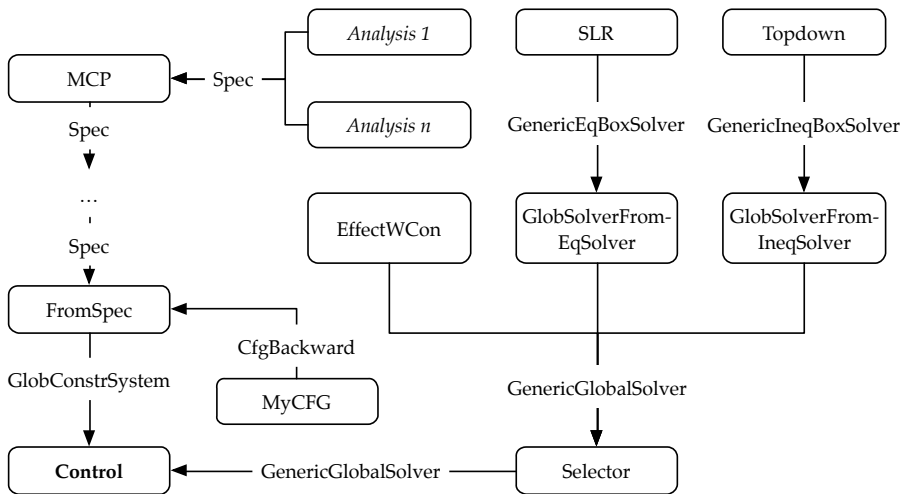 Analysis 1
SLR
Topdown
MCP
Spec
Analysis n
Spec
GenericEqBoxSolver
GenericIneqBoxSolver
...
EffectWCon
GlobSolverFrom-
EqSolver
GlobSolverFrom-
IneqSolver
Spec
FromSpec
CfgBackward
GlobConstrSystem
MyCFG
GenericGlobalSolver
Control
GenericGlobalSolver
Selector